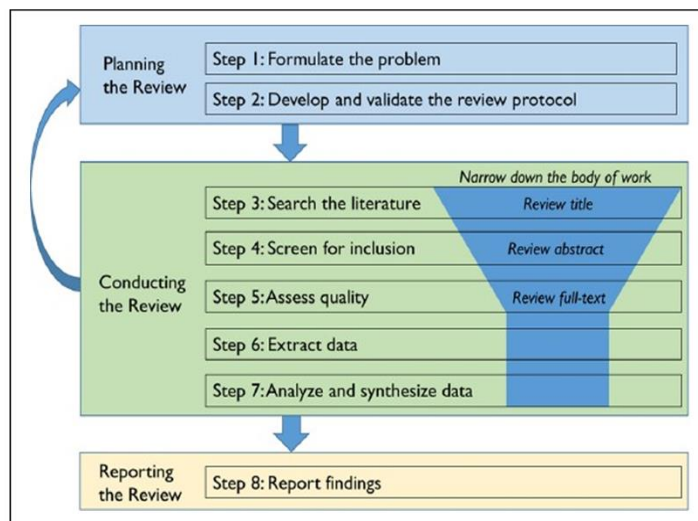 Planning
the Review
Step 1: Formulate the problem
Step 2: Develop and validate the review protocol
Narrow down the body of work
Conducting
the Review
Step 3: Search the literature
Review title
Step 4: Screen for inclusion
Review abstract
Step 5: Assess quality
Review full-text
Step 6: Extract data
Step 7: Analyze and synthesize data
Reporting
the Review
Step 8: Report findings